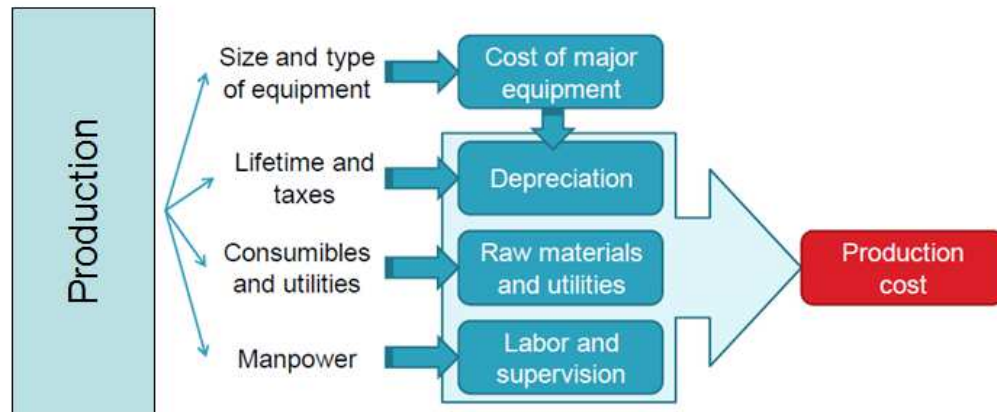 Production
Size and type
of equipment
Cost of major
equipment
Lifetime and
taxes
Depreciation
Consumibles
and utilities
Raw materials
and utilities
Manpower
Labor and
supervision
Production
cost